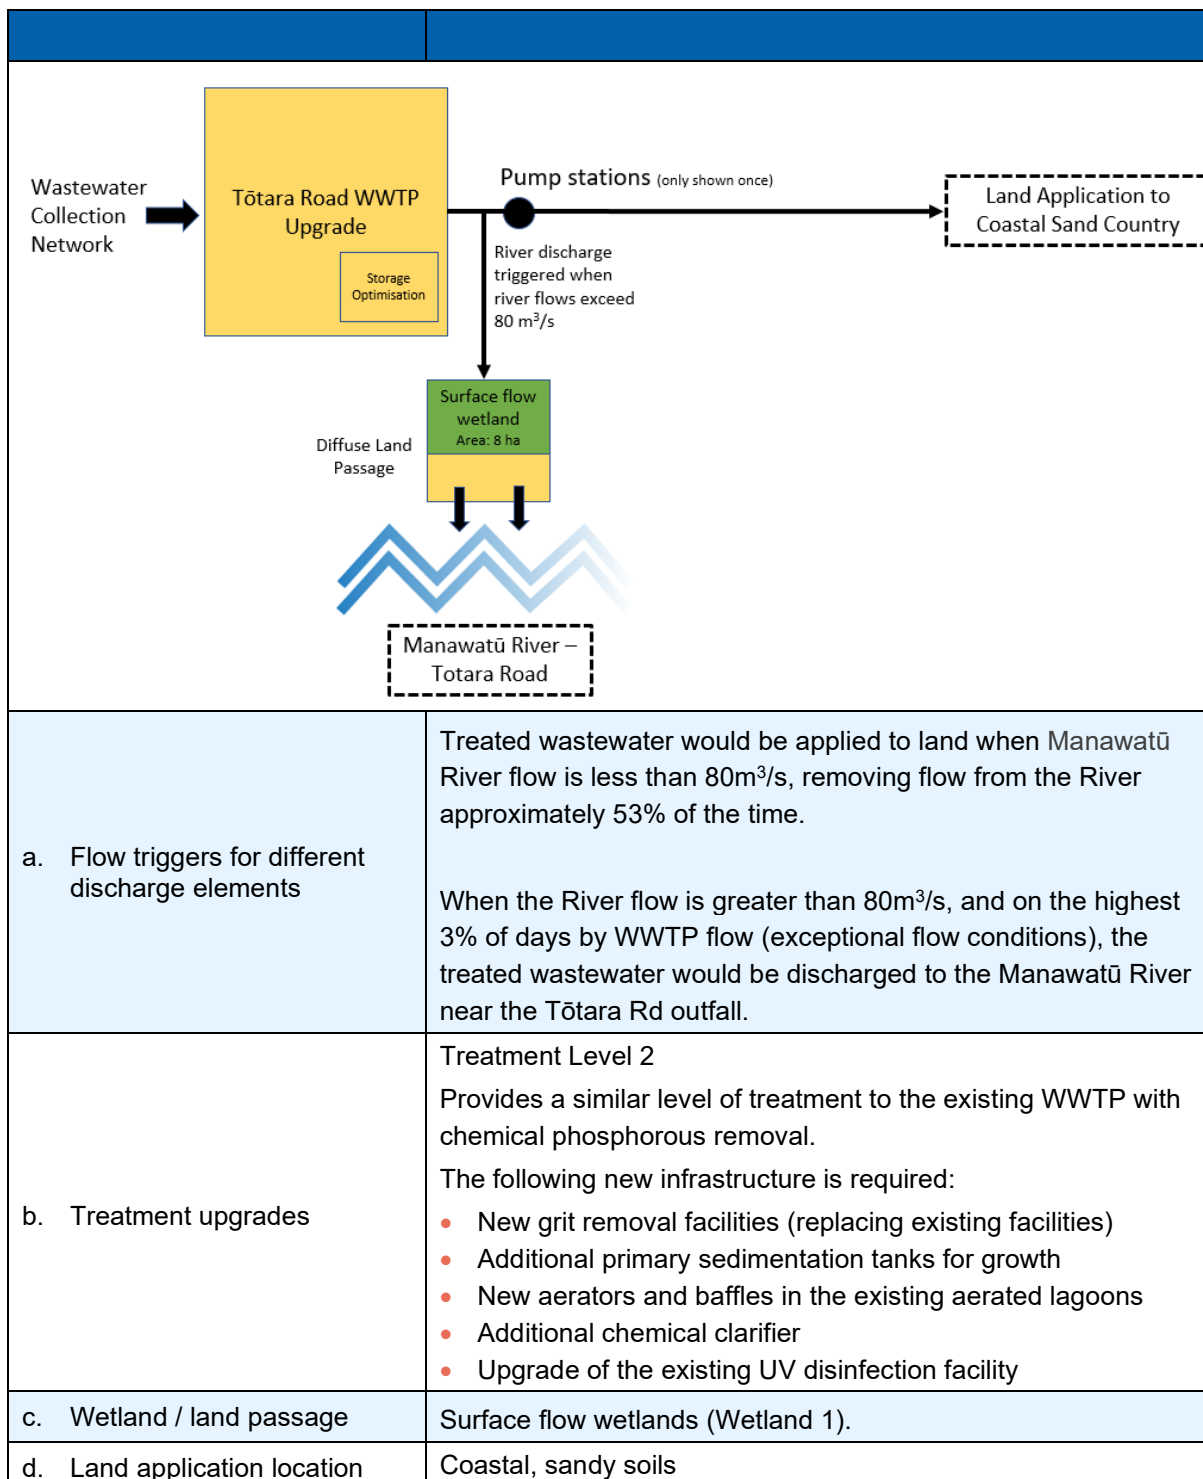 Wastewater
Collection
Network
Tōtara Road WWTP
Upgrade
Storage
Optimisation
Pump stations (only shown once)
River discharge
triggered when
river flows exceed
80 m³/s
Land Application to
Coastal Sand Country
Surface flow
wetland
Area: 8 ha
Diffuse Land
Passage
Manawatū River –
Totara Road
a. Flow triggers for different
discharge elements
Treated wastewater would be applied to land when Manawatū
River flow is less than 80m³/s, removing flow from the River
approximately 53% of the time.
When the River flow is greater than 80m³/s, and on the highest
3% of days by WWTP flow (exceptional flow conditions), the
treated wastewater would be discharged to the Manawatū River
near the Tōtara Rd outfall.
b. Treatment upgrades
Treatment Level 2
Provides a similar level of treatment to the existing WWTP with
chemical phosphorous removal.
The following new infrastructure is required:
• New grit removal facilities (replacing existing facilities)
• Additional primary sedimentation tanks for growth
• New aerators and baffles in the existing aerated lagoons
• Additional chemical clarifier
• Upgrade of the existing UV disinfection facility
c. Wetland / land passage
Surface flow wetlands (Wetland 1).
d. Land application location
Coastal, sandy soils